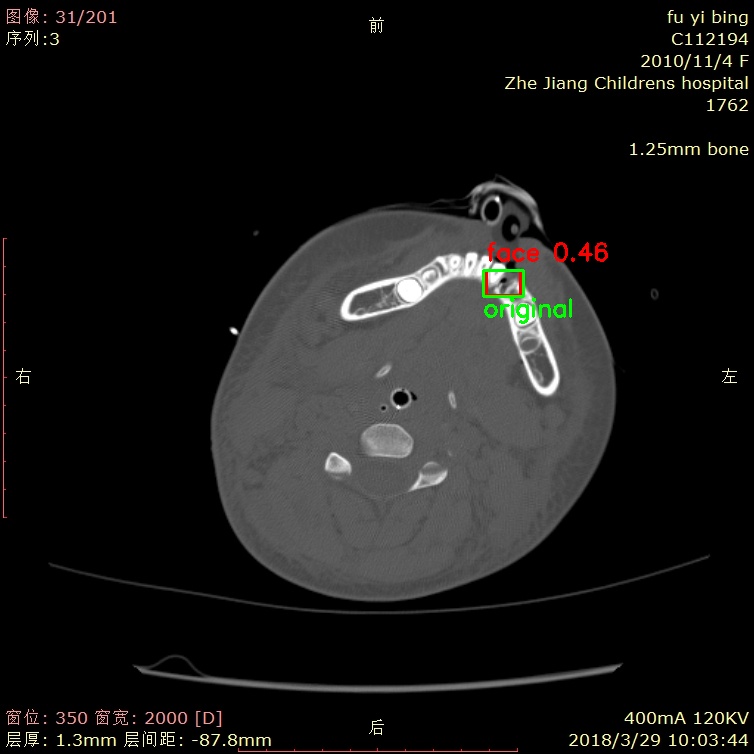 图像: 31/201
序列:3
前
fu yi bing
C112194
2010/11/4 F
Zhe Jiang Childrens hospital
1762
1.25mm bone
face 0.46
original
右
左
窗位: 350 窗宽: 2000 [D]
层厚: 1.3mm 层间距: -87.8mm
后
400mA 120KV
2018/3/29 10:03:44